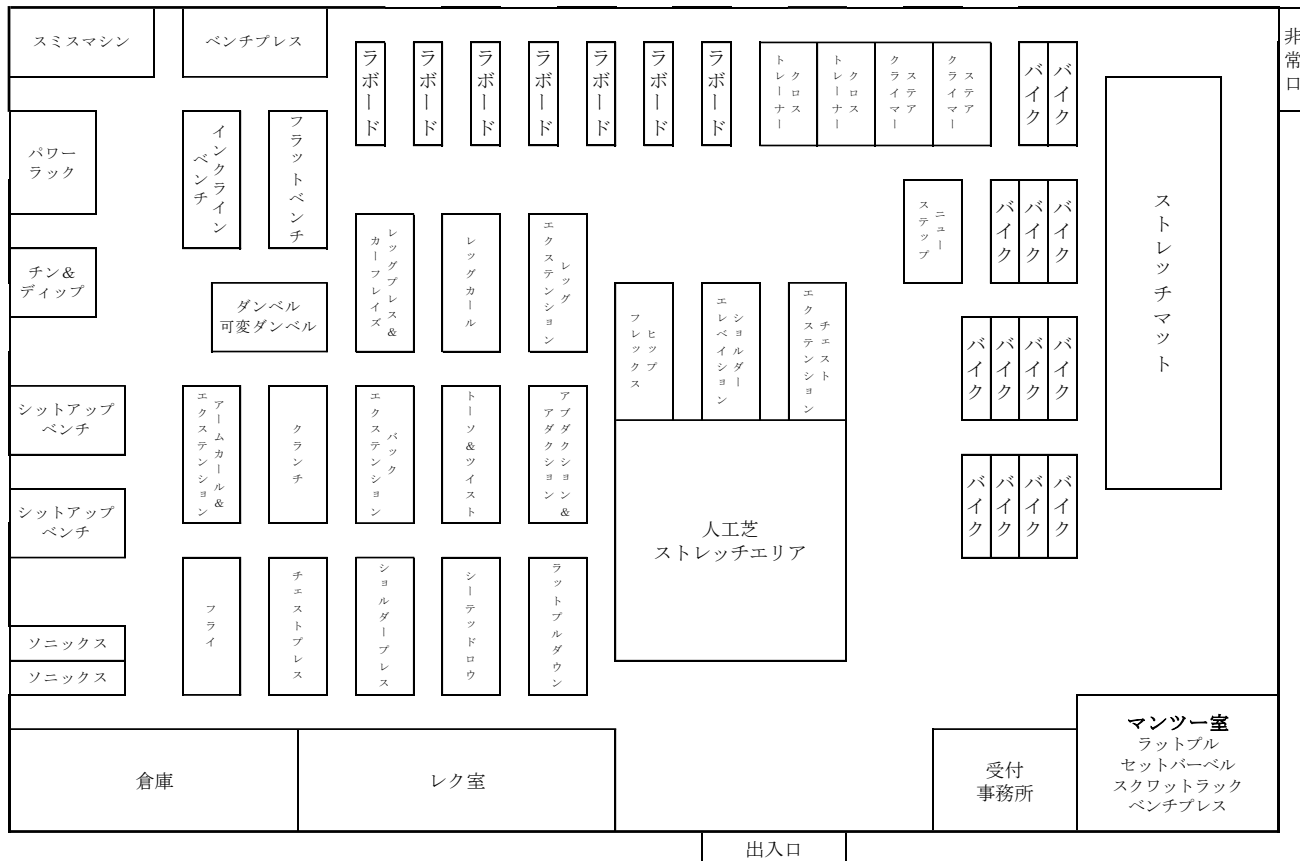 スミスマシン
ベンチプレス
ラボード
ラボード
ラボード
ラボード
ラボード
ラボード
ラボード
クロス
トレーナー
クロス
トレーナー
ステア
クライマー
ステア
クライマー
バイク
バイク
非常口
パワー
ラック
インクライン
ベンチ
フラットベンチ
ストレッチマット
ニュー
ステップ
バイク
バイク
バイク
チン&
ディップ
レッグプレス&
カーフレイズ
レッグカール
レッグ
エクステンション
ダンベル
可変ダンベル
ヒップ
フレックス
ショルダー
エレベイション
チェスト
エクステンション
バイク
バイク
バイク
バイク
シットアップ
ベンチ
アームカール&
エクステンション
クランチ
バック
エクステンション
トーソ&ツイスト
アブダクション&
アダクション
シットアップ
ベンチ
人工芝
ストレッチエリア
バイク
バイク
バイク
バイク
フライ
チェストプレス
ショルダープレス
シーテッドロウ
ラットプルダウン
ソニックス
ソニックス
倉庫
レク室
受付
事務所
マンツー室
ラットプル
セットバーベル
スクワットラック
ベンチプレス
出入口